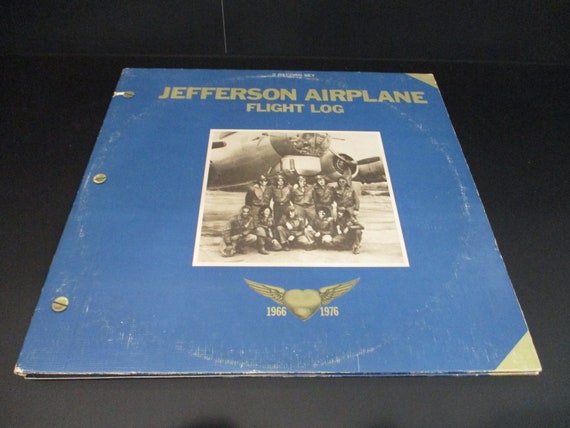 2 RECORD SET
JEFFERSON AIRPLANE
FLIGHT LOG
1966 1976